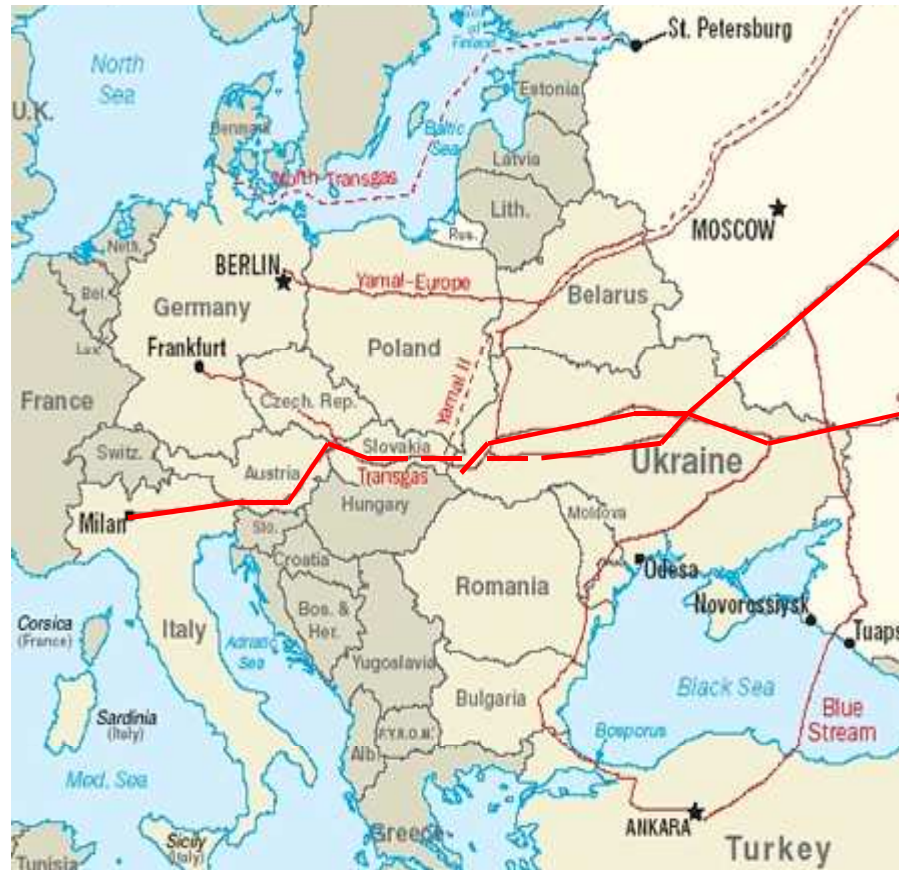 St. Petersburg
of
Finland
North
Sea
Estonia
U.K.
Denmark
Baltic
Sea
Latvia
North Transgas
Lith.
MOSCOW
Rus.
Neth.
BERLIN
Yamal-Europe
Belarus
Bel.
Germany
Lux.
Frankfurt
Poland
Yamal II
France
Czech. Rep.
Slovakia
Switz.
Austria
Transgas
Ukraine
Hungary
Milan
Slo.
Moldova
Croatia
Odesa
Romania
Bos. &
Her.
Novorossiysk
Corsica
(France)
Italy
Tuaps
Adriatic
Sea
Yugoslavia
Black Sea
Bulgaria
Blue
Stream
Sardinia
(Italy)
Bosporus
F.Y.R.O.M.
Alb.
Med. Sea
ANKARA
Greece
Sicily
(Italy)
Turkey
Tunisia